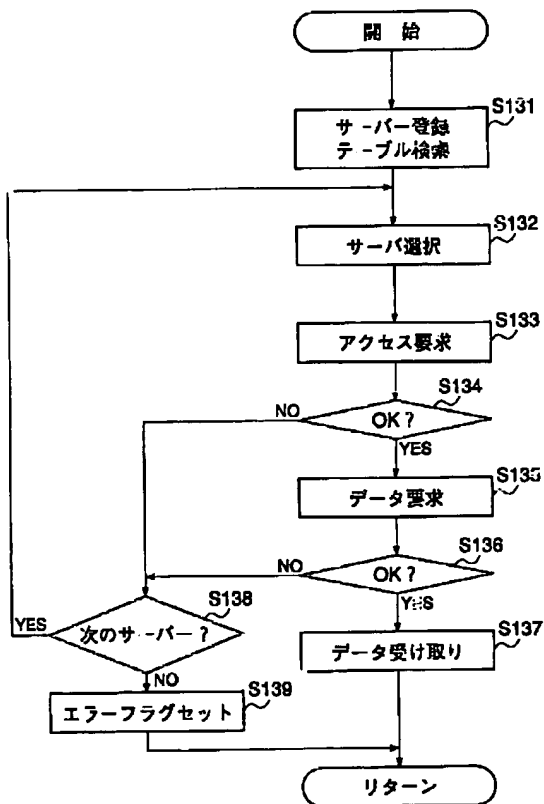 開 始
S131
サーバー登録
テーブル検索
S132
サーバ選択
S133
アクセス要求
S134
OK?
NO
YES
S135
データ要求
S136
OK?
NO
YES
S137
データ受け取り
S138
次のサーバー?
YES
NO
S139
エラーフラグセット
リターン